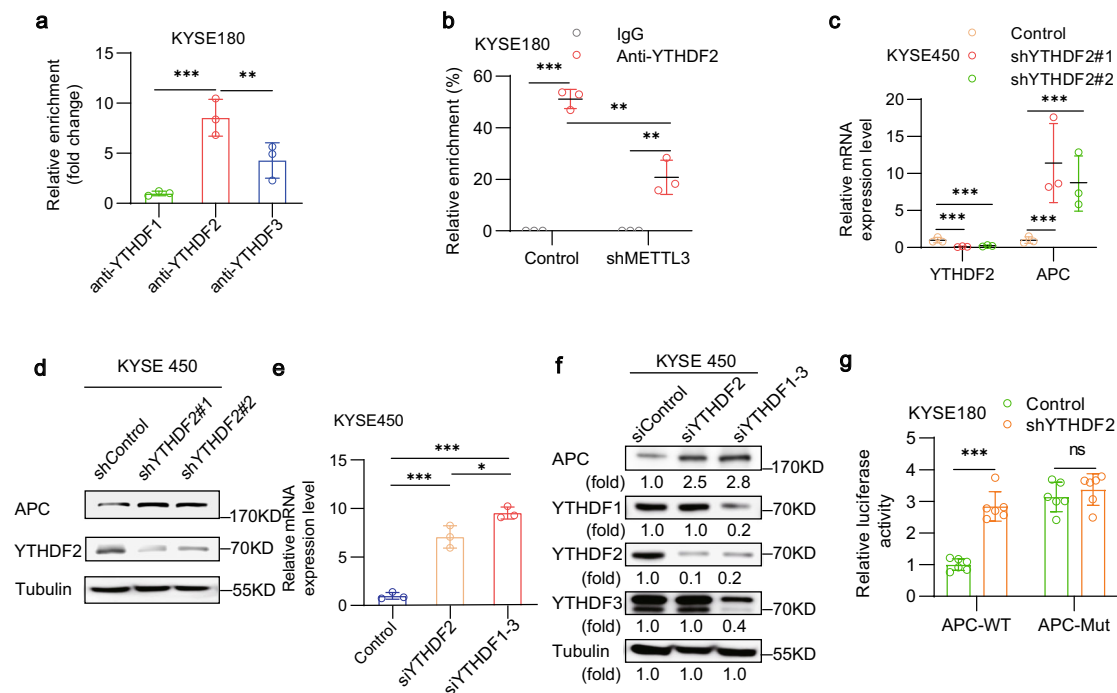 a
KYSE180
Relative enrichment
(fold change)
15
10
5
0
***
**
anti-YTHDF1
anti-YTHDF2
anti-YTHDF3
b
KYSE180
IgG
Anti-YTHDF2
Relative enrichment (%)
60
40
20
0
***
**
**
Control
shMETTL3
c
KYSE450
Control
shYTHDF2#1
shYTHDF2#2
Relative mRNA
expression level
20
15
10
5
0
***
***
***
***
YTHDF2
APC
d
KYSE 450
shControl
shYTHDF2#1
shYTHDF2#2
APC
170KD
YTHDF2
70KD
Tubulin
55KD
e
KYSE450
Relative mRNA
expression level
15
10
5
0
***
***
*
Control
siYTHDF2
siYTHDF1-3
f
KYSE 450
siControl
siYTHDF2
siYTHDF1-3
APC
170KD
(fold) 1.0 2.5 2.8
YTHDF1
70KD
(fold) 1.0 1.0 0.2
YTHDF2
70KD
(fold) 1.0 0.1 0.2
YTHDF3
70KD
(fold) 1.0 1.0 0.4
Tubulin
55KD
(fold) 1.0 1.0 1.0
g
KYSE180
Control
shYTHDF2
Relative luciferase
activity
5
4
3
2
1
0
***
ns
APC-WT
APC-Mut